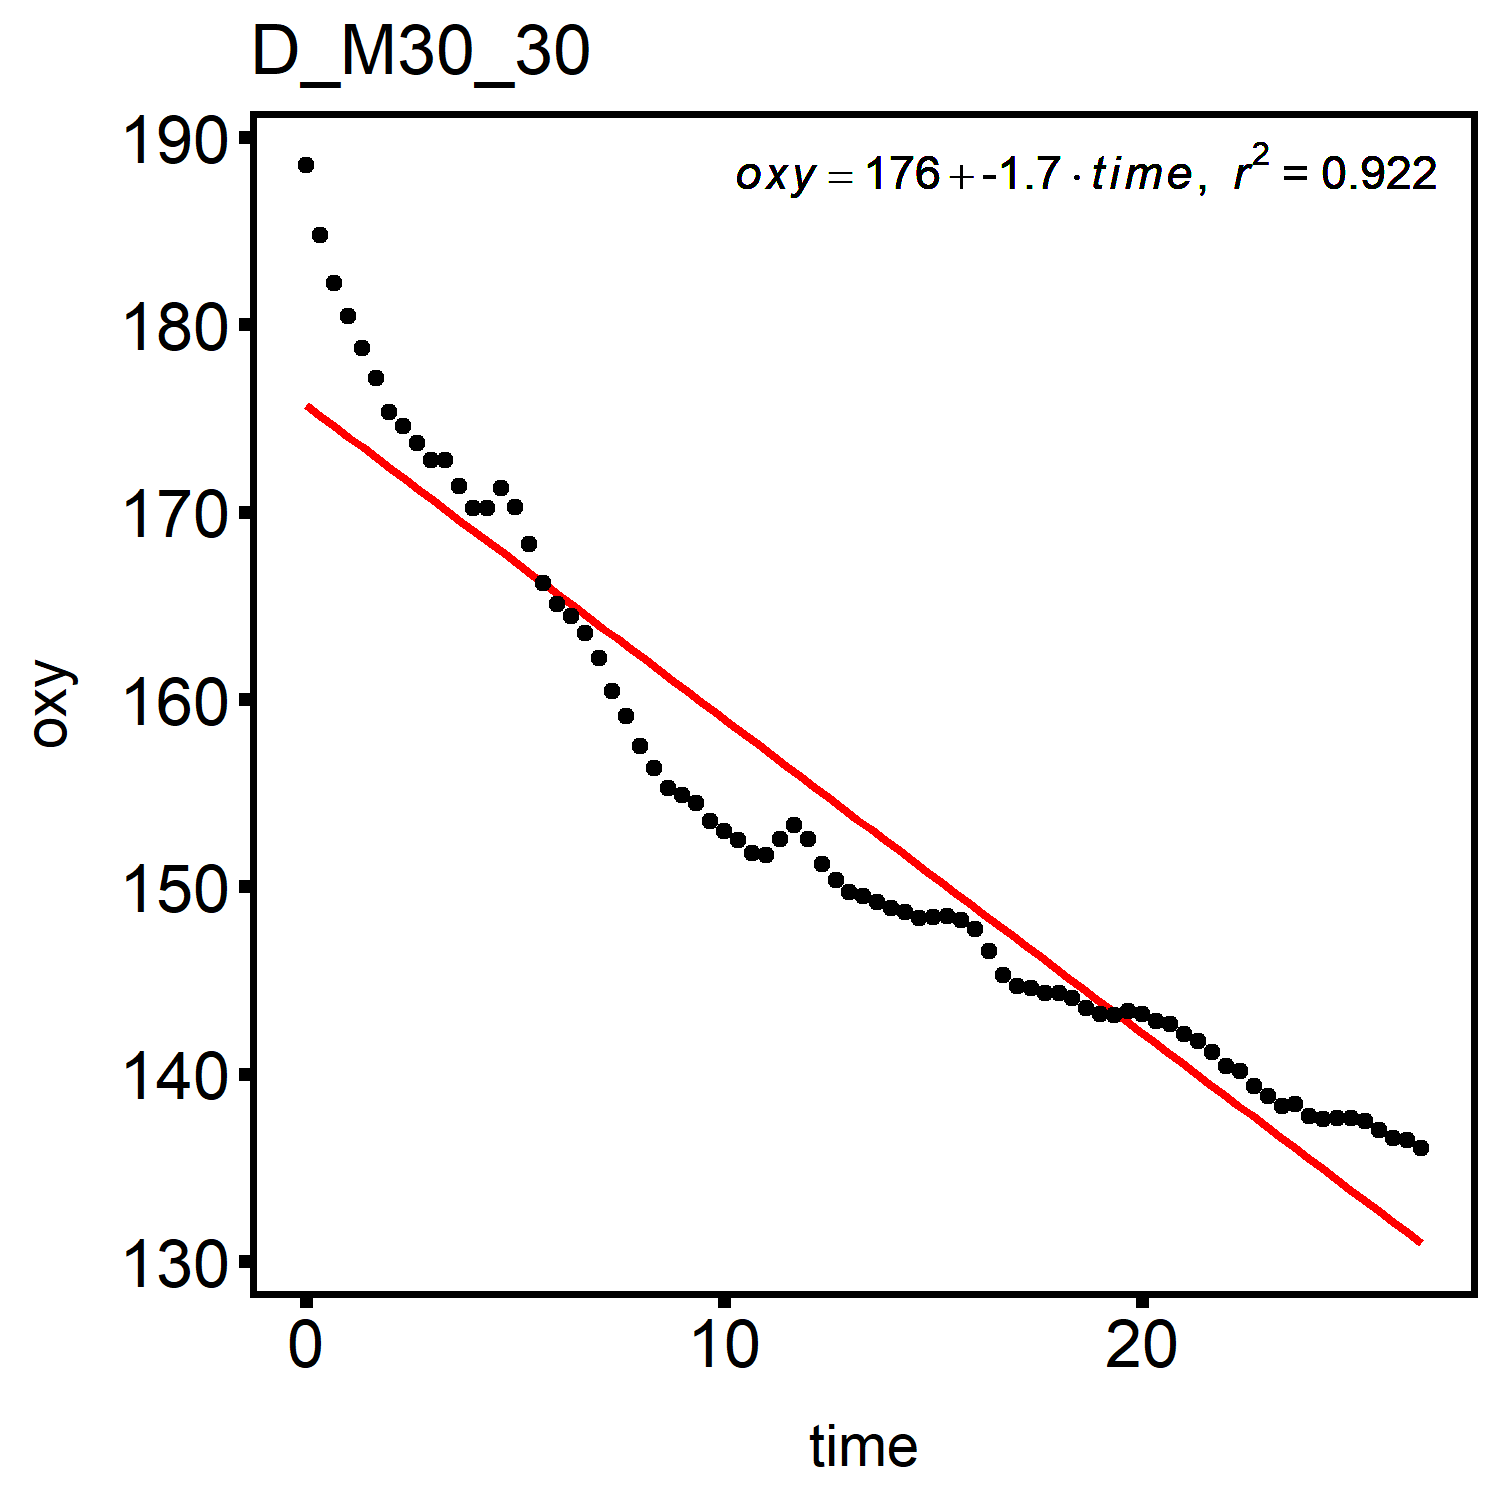 D_M30_30
oxy = 176 + -1.7 · time, r² = 0.922
190
180
170
160
150
140
130
oxy
0 10 20
time